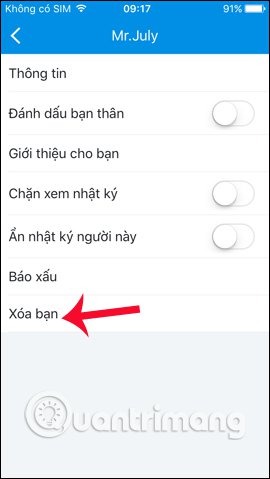 Không có SIM 09:17 91%
Mr.July
Thông tin
Đánh dấu bạn thân
Giới thiệu cho bạn
Chặn xem nhật ký
Ẩn nhật ký người này
Báo xấu
Xóa bạn
Quantrimang